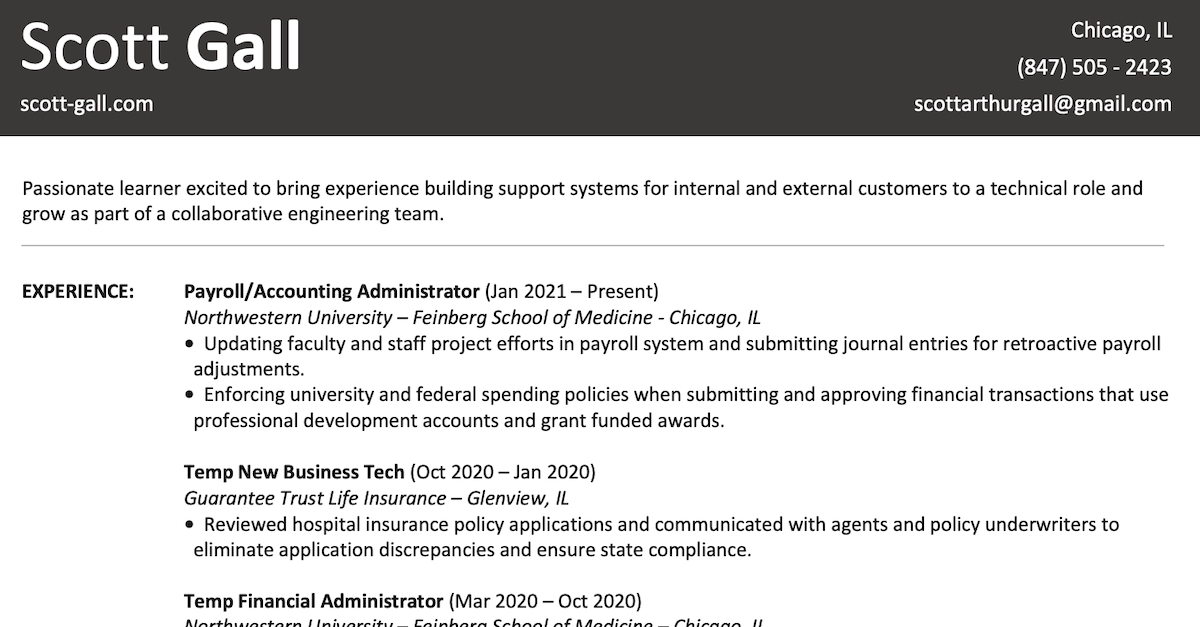 Scott Gall
scott-gall.com
Chicago, IL
(847) 505 - 2423
scottarthurgall@gmail.com
Passionate learner excited to bring experience building support systems for internal and external customers to a technical role and
grow as part of a collaborative engineering team.
EXPERIENCE:
Payroll/Accounting Administrator (Jan 2021 – Present)
Northwestern University – Feinberg School of Medicine - Chicago, IL
• Updating faculty and staff project efforts in payroll system and submitting journal entries for retroactive payroll
adjustments.
• Enforcing university and federal spending policies when submitting and approving financial transactions that use
professional development accounts and grant funded awards.
Temp New Business Tech (Oct 2020 – Jan 2020)
Guarantee Trust Life Insurance – Glenview, IL
• Reviewed hospital insurance policy applications and communicated with agents and policy underwriters to
eliminate application discrepancies and ensure state compliance.
Temp Financial Administrator (Mar 2020 – Oct 2020)
Northwestern University – Feinberg School of Medicine – Chicago, IL